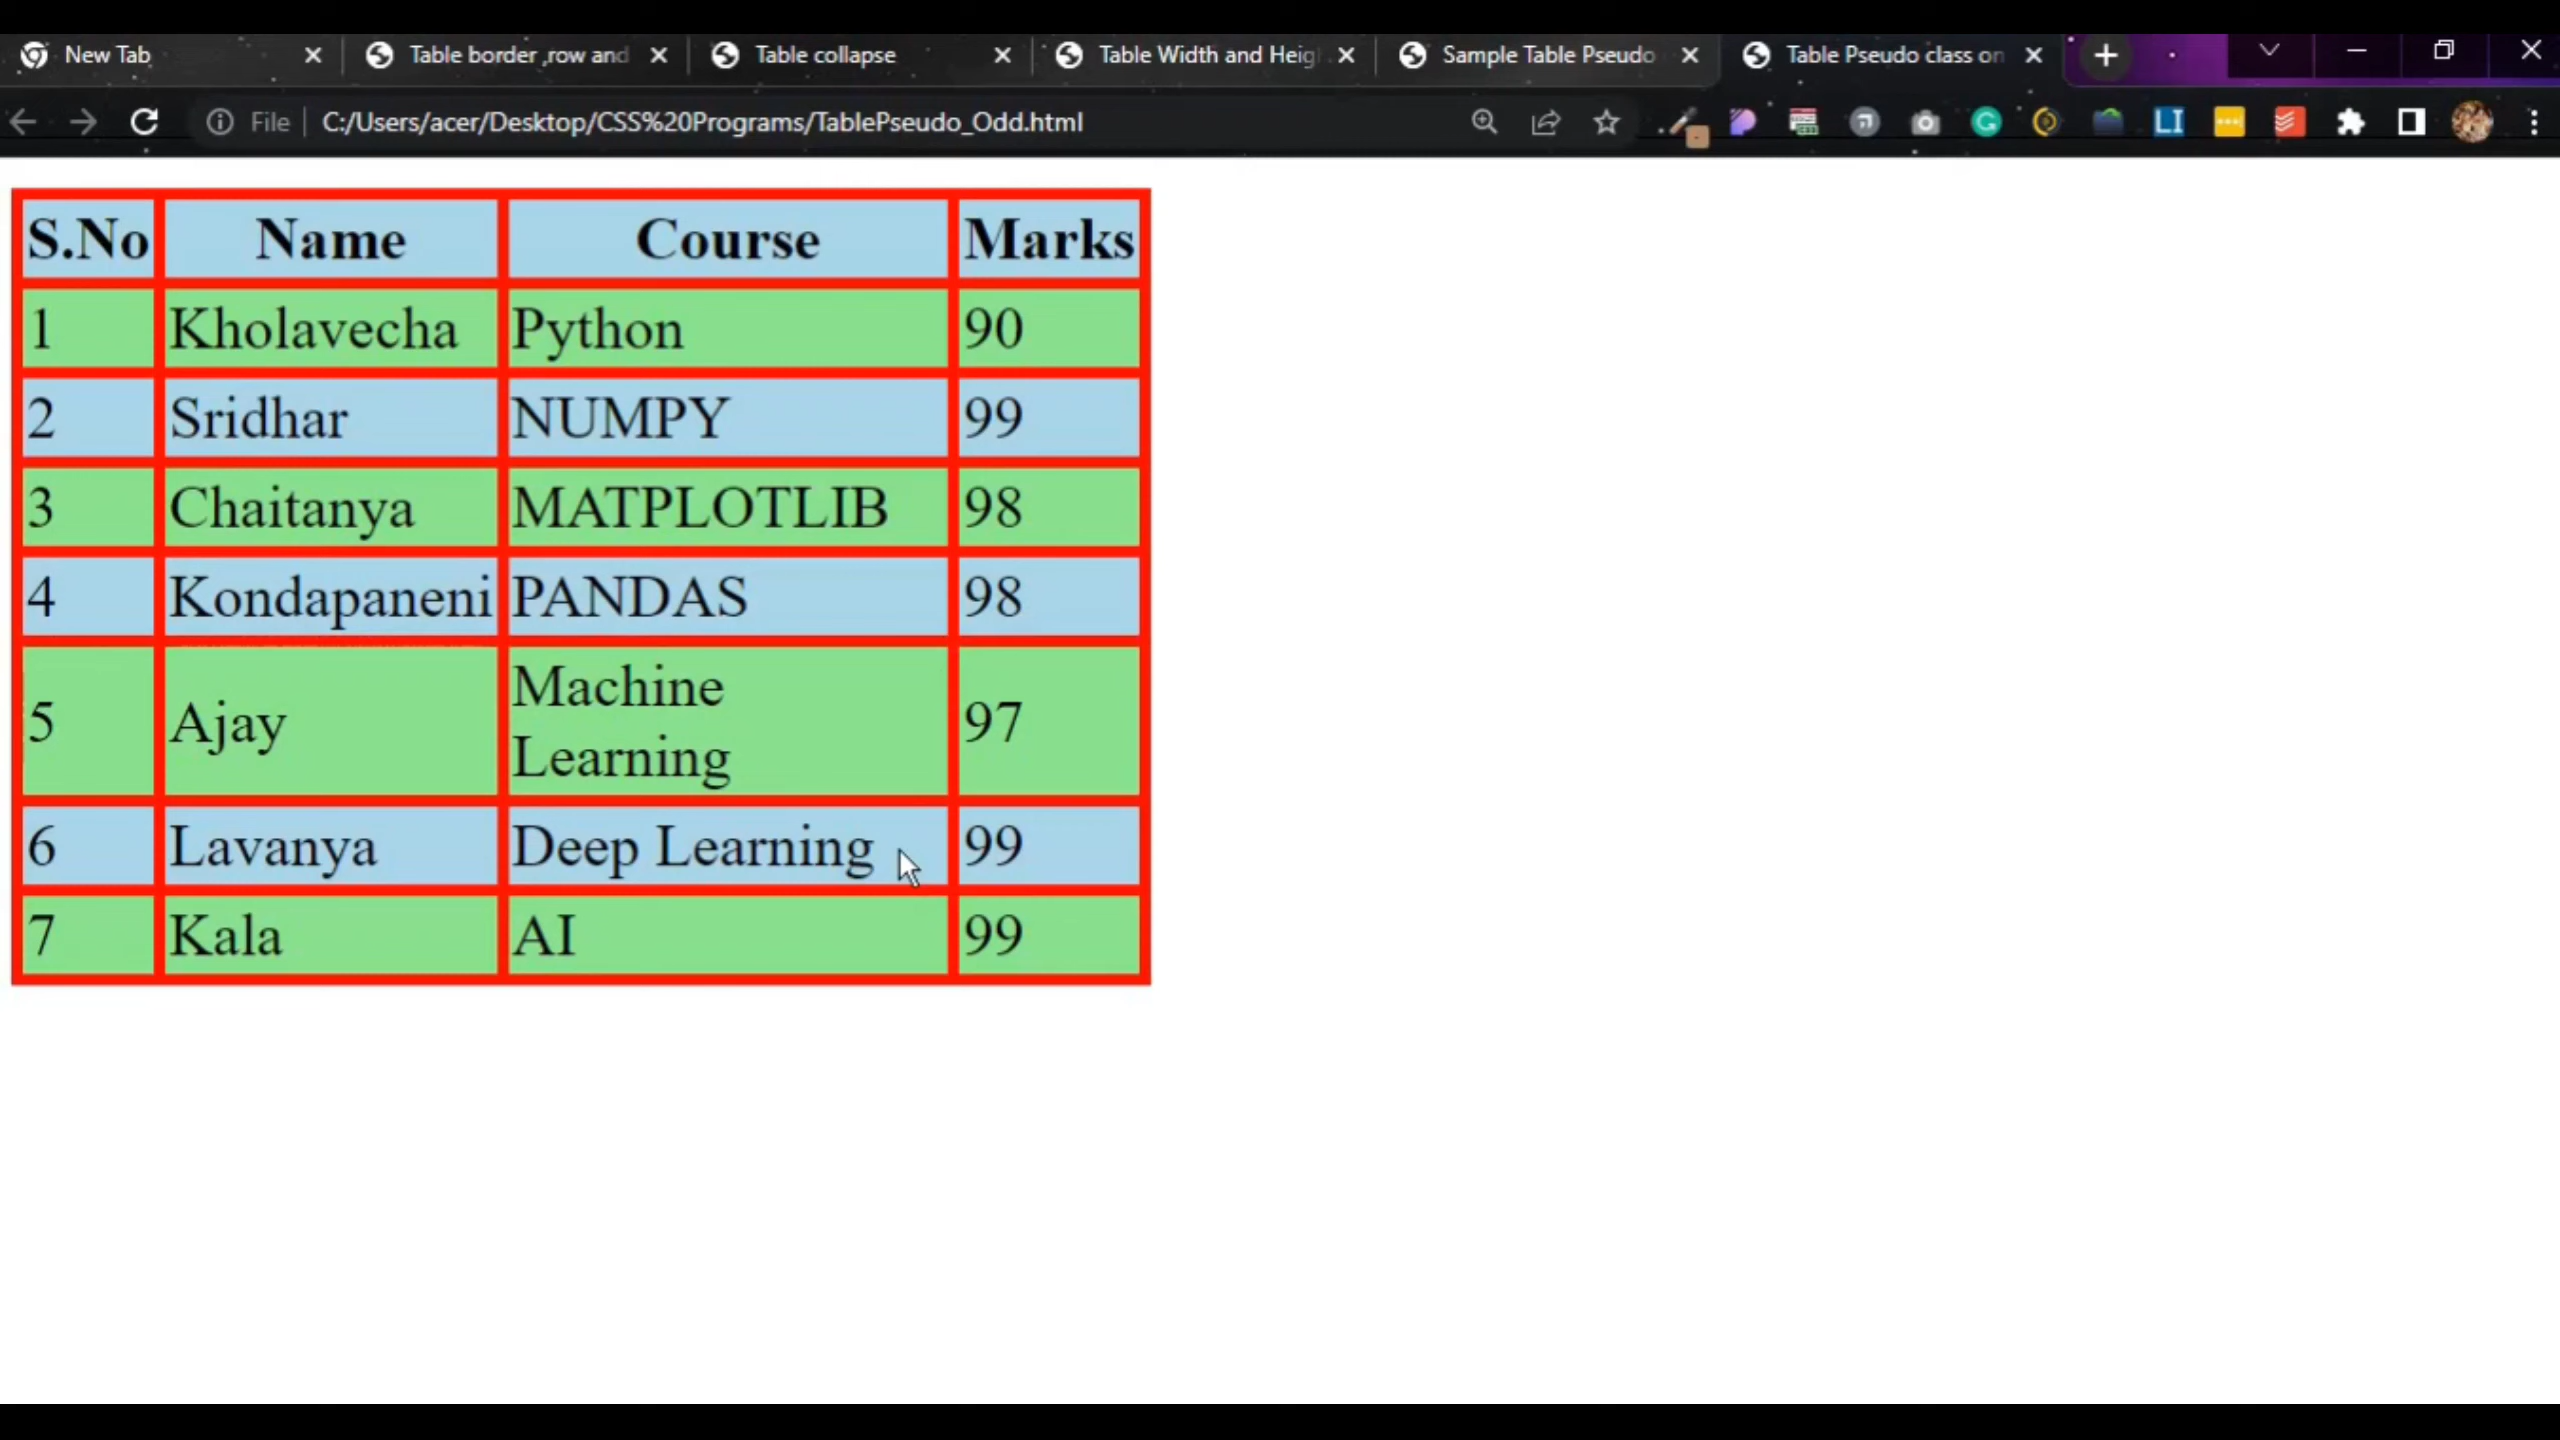 New Tab
Table border ,row and
Table collapse
Table Width and Heig
Sample Table Pseudo
Table Pseudo class on
File
C:/Users/acer/Desktop/CSS%20Programs/TablePseudo_Odd.html
LI
S.No Name Course Marks
1 Kholavecha Python 90
2 Sridhar NUMPY 99
3 Chaitanya MATPLOTLIB 98
4 Kondapaneni PANDAS 98
5 Ajay Machine Learning 97
6 Lavanya Deep Learning 99
7 Kala AI 99